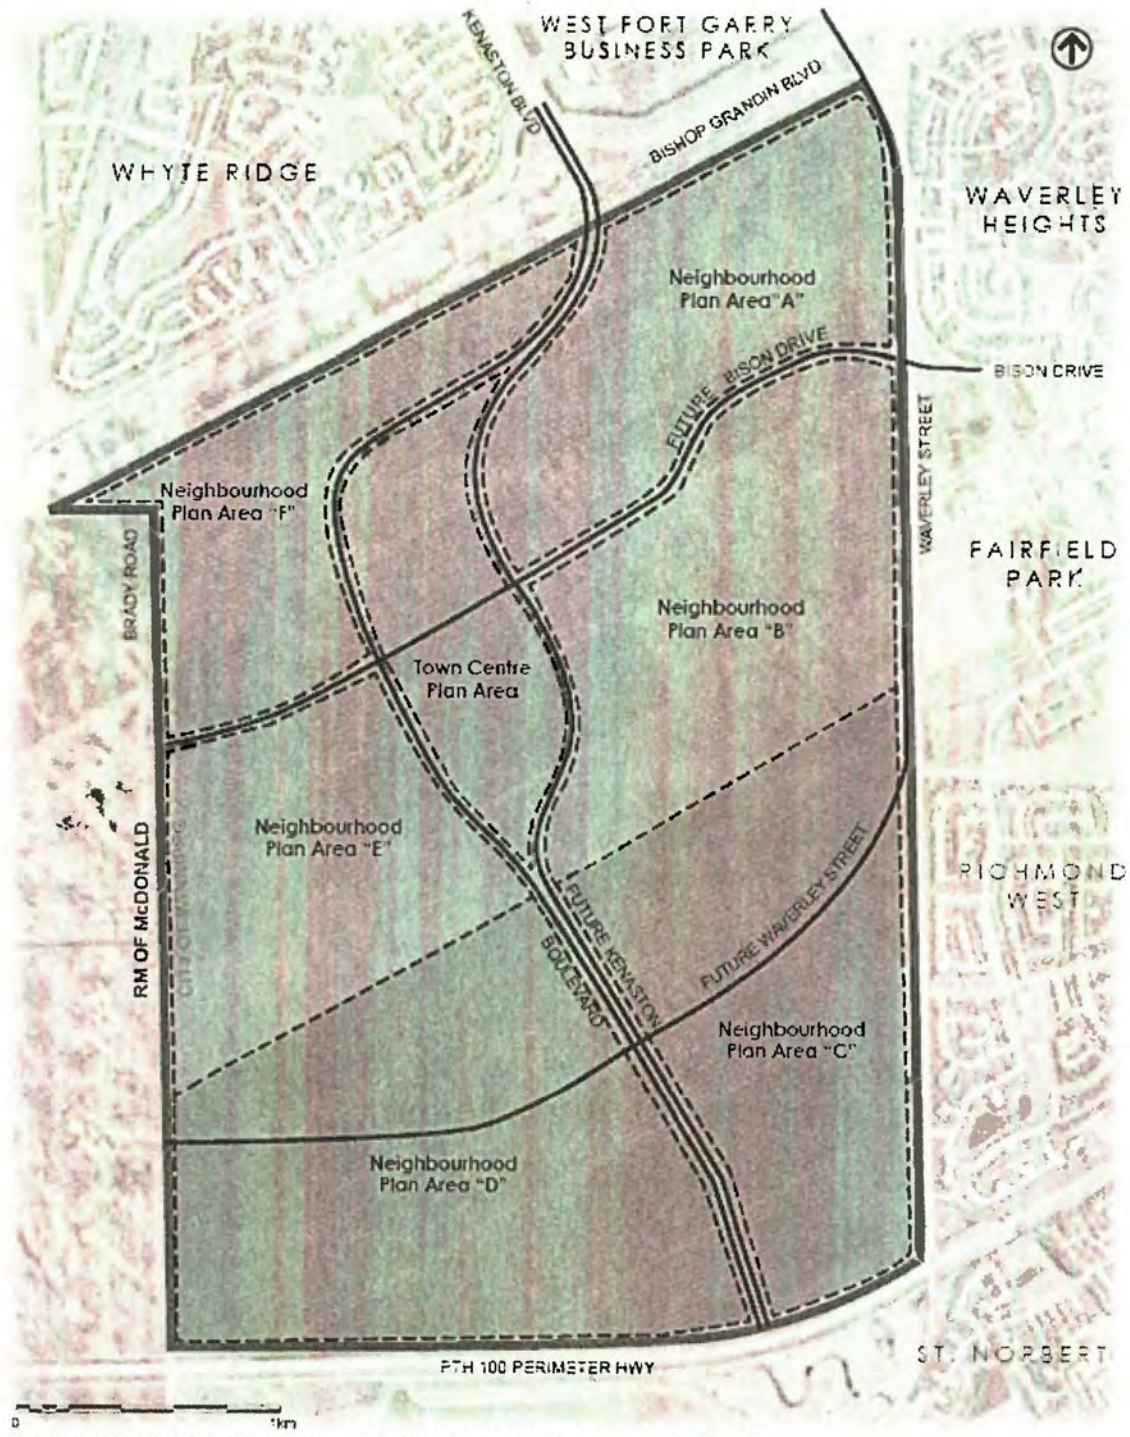 WEST FORT GARRY
BUSINESS PARK
KENASTON BLVD
BISHOP GRANDIN BLVD
WHYTE RIDGE
WAVERLEY
HEIGHTS
Neighbourhood
Plan Area "A"
FUTURE BISON DRIVE
BISON DRIVE
WAVERLEY STREET
Neighbourhood
Plan Area "F"
BRADY ROAD
FAIRFIELD
PARK
Neighbourhood
Plan Area "B"
Town Centre
Plan Area
Neighbourhood
Plan Area "E"
RM OF McDONALD
CITY OF WINNIPEG
RICHMOND
WEST
FUTURE WAVERLEY STREET
FUTURE KENASTON
BOULEVARD
Neighbourhood
Plan Area "C"
Neighbourhood
Plan Area "D"
ST. NORBERT
PTH 100 PERIMETER HWY
0 1km